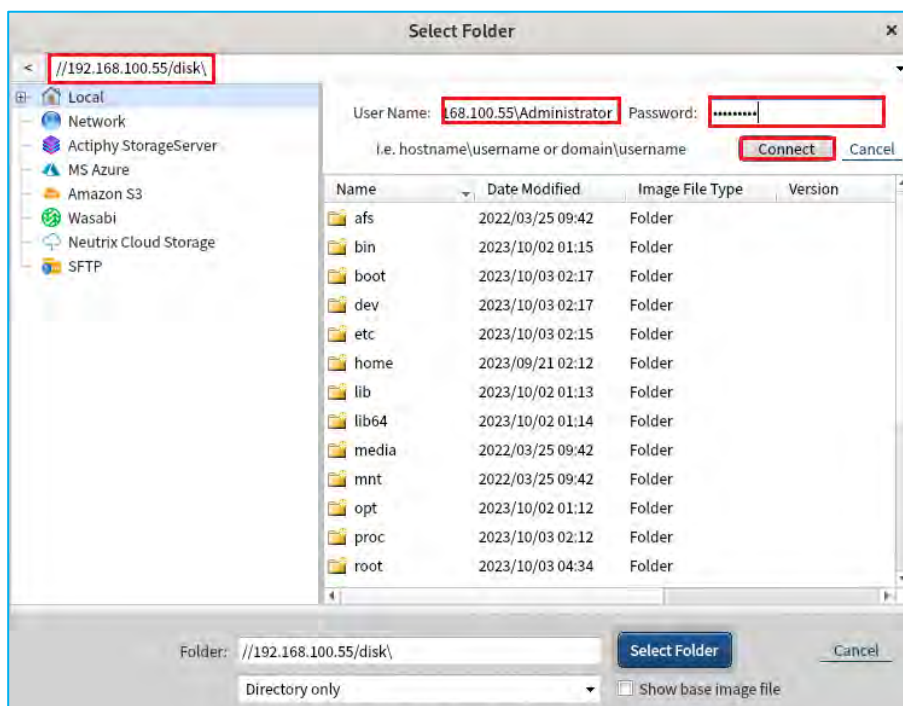 Select Folder
//192.168.100.55/disk\
Local
Network
Actiphy StorageServer
MS Azure
Amazon S3
Wasabi
Neutrix Cloud Storage
SFTP
User Name: 168.100.55\Administrator Password: •••••••••
i.e. hostname\username or domain\username Connect Cancel
Name Date Modified Image File Type Version
afs 2022/03/25 09:42 Folder
bin 2023/10/02 01:15 Folder
boot 2023/10/03 02:17 Folder
dev 2023/10/03 02:17 Folder
etc 2023/10/03 02:15 Folder
home 2023/09/21 02:12 Folder
lib 2023/10/02 01:13 Folder
lib64 2023/10/02 01:14 Folder
media 2022/03/25 09:42 Folder
mnt 2022/03/25 09:42 Folder
opt 2023/10/02 01:12 Folder
proc 2023/10/03 02:12 Folder
root 2023/10/03 04:34 Folder
Folder: //192.168.100.55/disk\ Select Folder Cancel
Directory only Show base image file